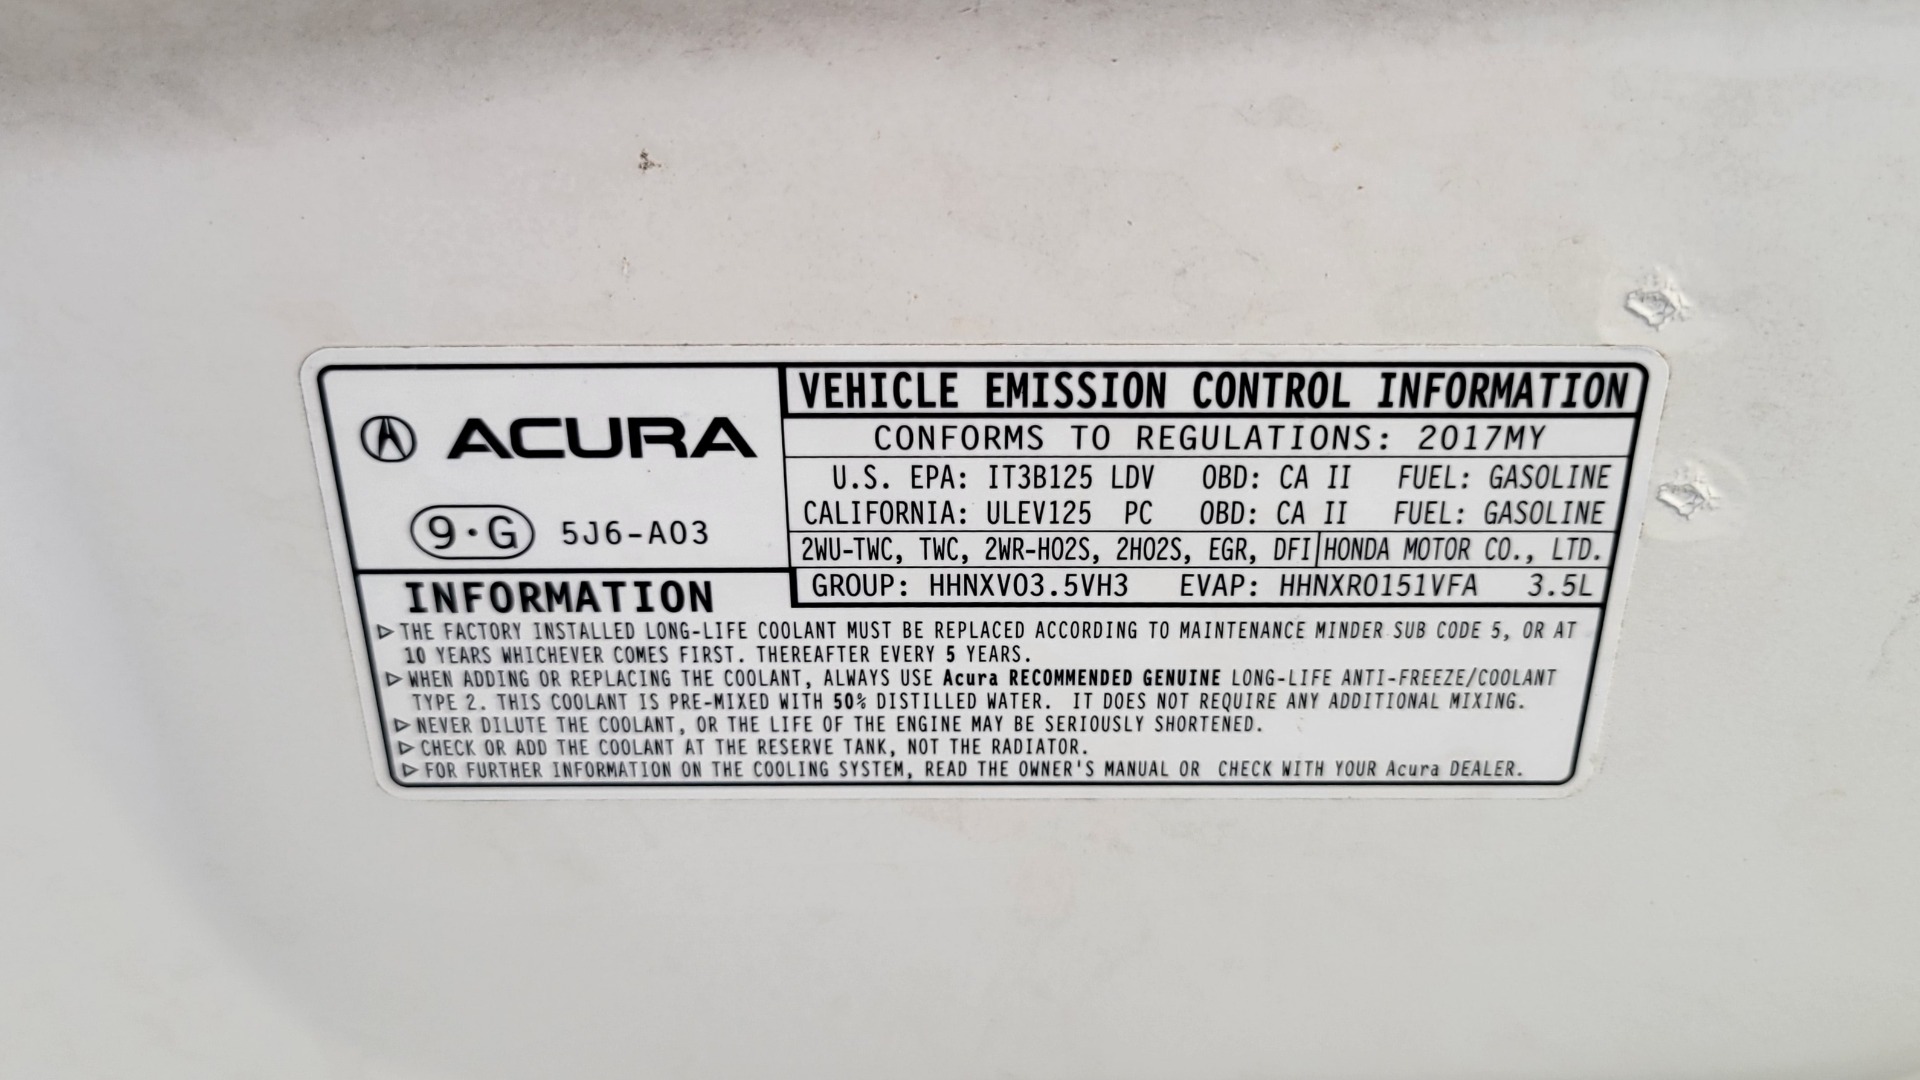 ACURA
9·G 5J6-A03
VEHICLE EMISSION CONTROL INFORMATION
CONFORMS TO REGULATIONS: 2017MY
U.S. EPA: IT3B125 LDV OBD: CA II FUEL: GASOLINE
CALIFORNIA: ULEV125 PC OBD: CA II FUEL: GASOLINE
2WU-TWC, TWC, 2WR-HO2S, 2HO2S, EGR, DFI HONDA MOTOR CO., LTD.
GROUP: HHNXV03.5VH3 EVAP: HHNXR0151VFA 3.5L
INFORMATION
▷ THE FACTORY INSTALLED LONG-LIFE COOLANT MUST BE REPLACED ACCORDING TO MAINTENANCE MINDER SUB CODE 5, OR AT
10 YEARS WHICHEVER COMES FIRST. THEREAFTER EVERY 5 YEARS.
▷ WHEN ADDING OR REPLACING THE COOLANT, ALWAYS USE Acura RECOMMENDED GENUINE LONG-LIFE ANTI-FREEZE/COOLANT
TYPE 2. THIS COOLANT IS PRE-MIXED WITH 50% DISTILLED WATER. IT DOES NOT REQUIRE ANY ADDITIONAL MIXING.
▷ NEVER DILUTE THE COOLANT, OR THE LIFE OF THE ENGINE MAY BE SERIOUSLY SHORTENED.
▷ CHECK OR ADD THE COOLANT AT THE RESERVE TANK, NOT THE RADIATOR.
▷ FOR FURTHER INFORMATION ON THE COOLING SYSTEM, READ THE OWNER'S MANUAL OR CHECK WITH YOUR Acura DEALER.